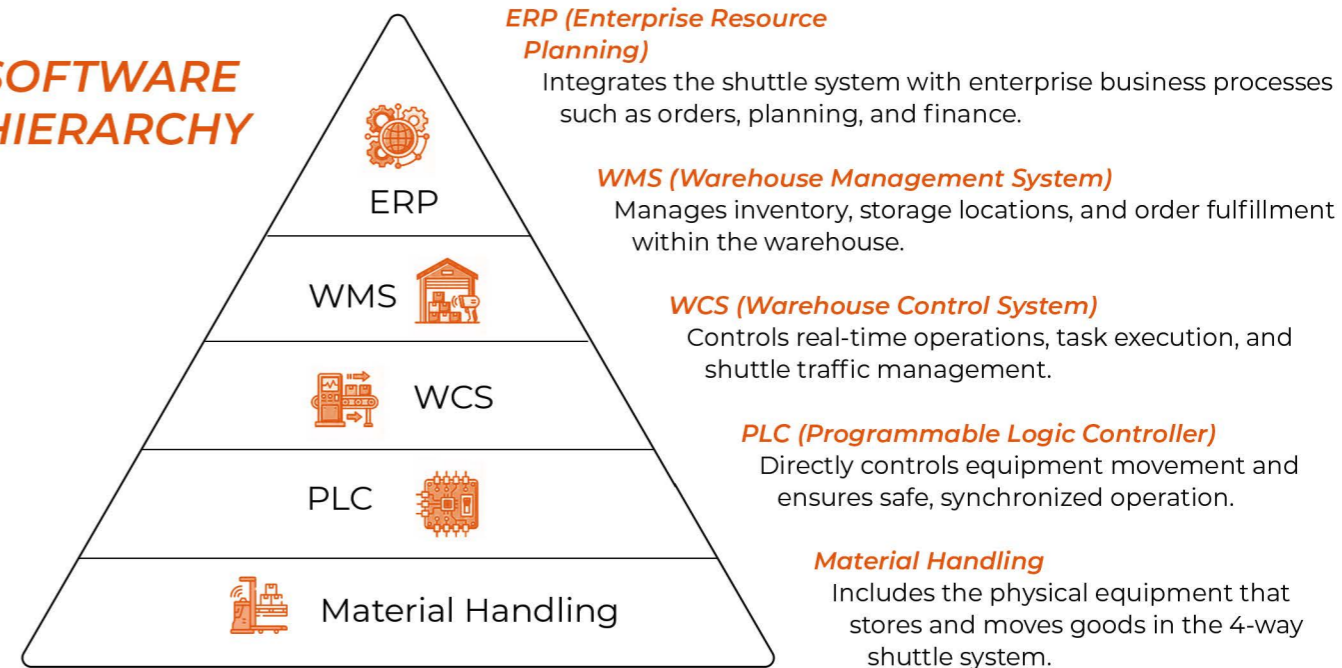 SOFTWARE
HIERARCHY
ERP
WMS
WCS
PLC
Material Handling
ERP (Enterprise Resource
Planning)
Integrates the shuttle system with enterprise business processes
such as orders, planning, and finance.
WMS (Warehouse Management System)
Manages inventory, storage locations, and order fulfillment
within the warehouse.
WCS (Warehouse Control System)
Controls real-time operations, task execution, and
shuttle traffic management.
PLC (Programmable Logic Controller)
Directly controls equipment movement and
ensures safe, synchronized operation.
Material Handling
Includes the physical equipment that
stores and moves goods in the 4-way
shuttle system.